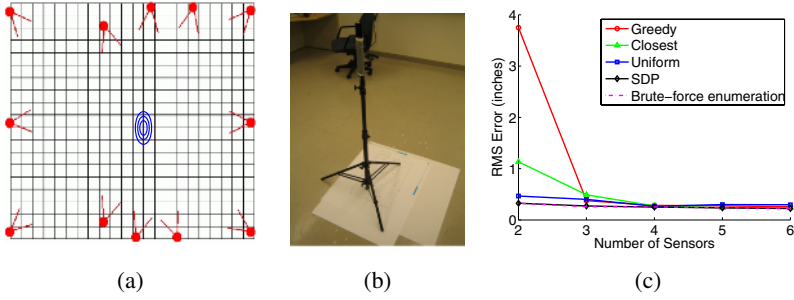 4
3
2
1
0
RMS Error (inches)
Greedy
Closest
Uniform
SDP
Brute-force enumeration
2 3 4 5 6
Number of Sensors
(a) (b) (c)